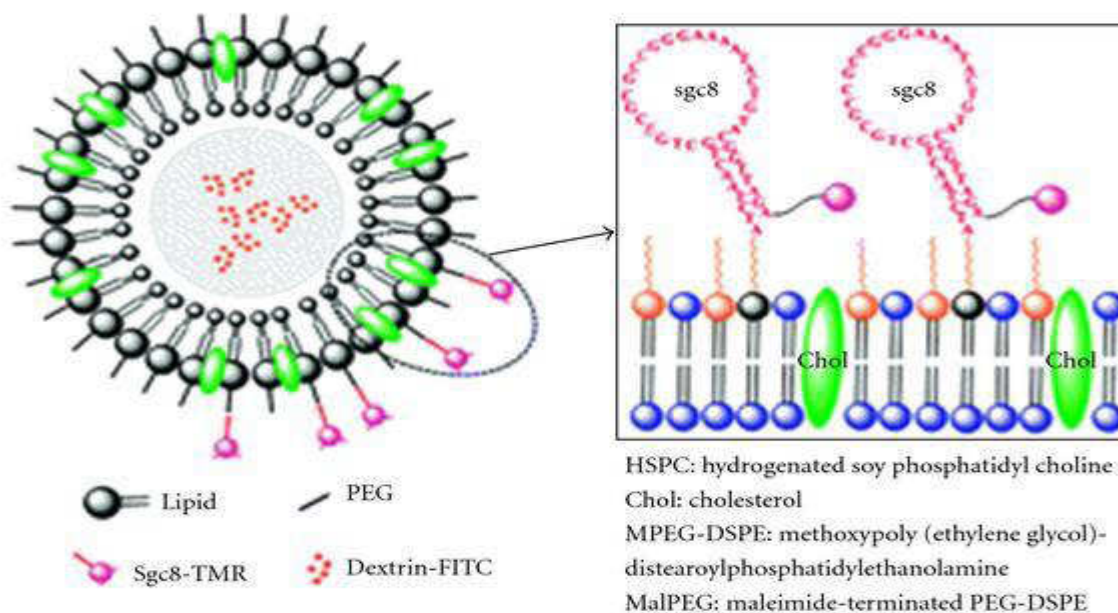 sgc8
sgc8
Chol
Chol
Lipid
PEG
Sgc8-TMR
Dextrin-FITC
HSPC: hydrogenated soy phosphatidyl choline
Chol: cholesterol
MPEG-DSPE: methoxypoly (ethylene glycol)-
distearoylphosphatidylethanolamine
MalPEG: maleimide-terminated PEG-DSPE